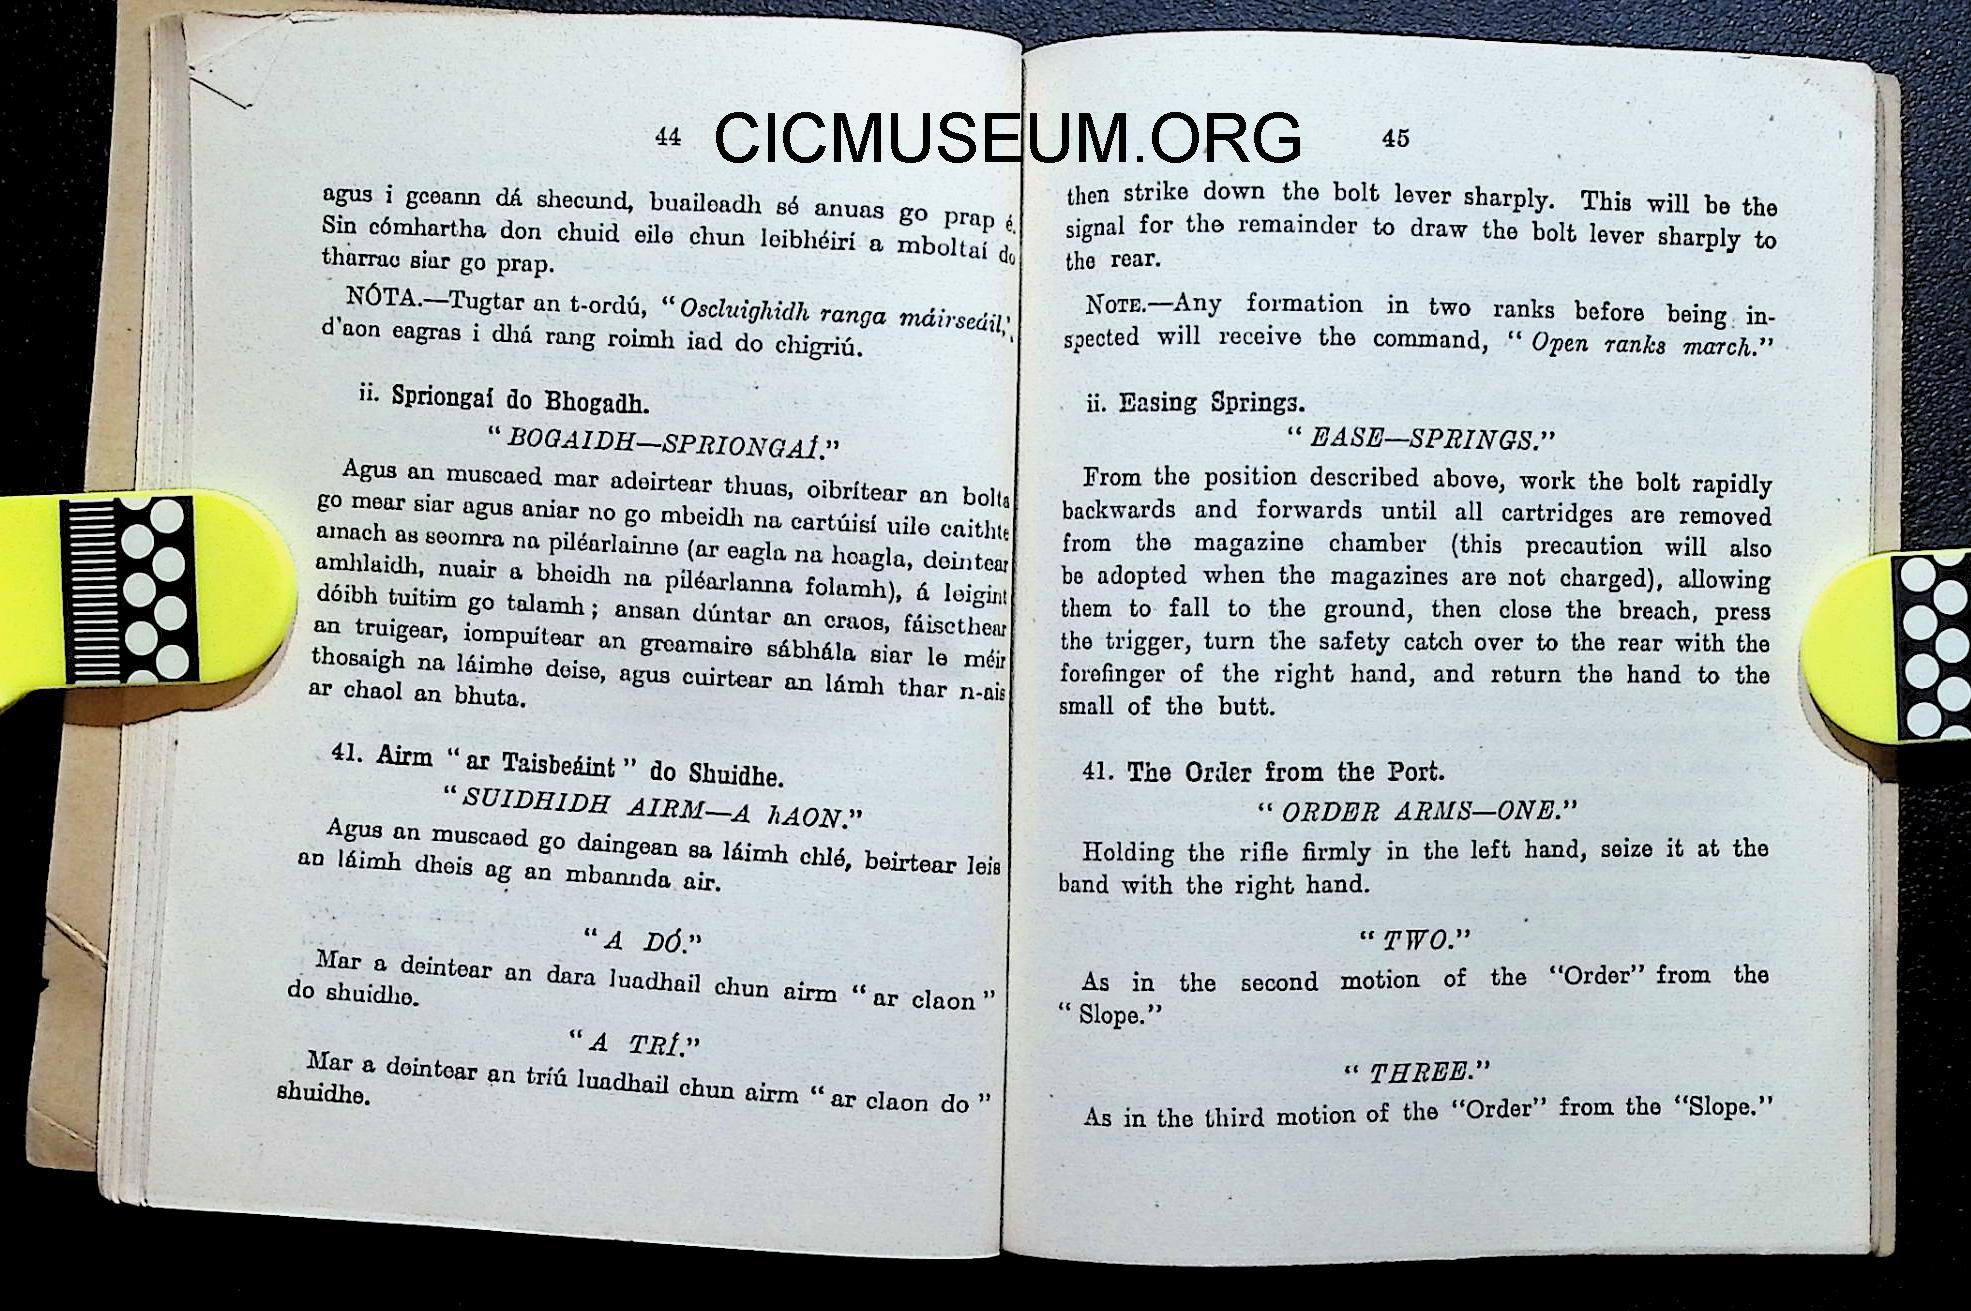 CICMUSEUM.ORG
44
agus i gceann dá shecund, buaileadh sé anuas go prap é.
Sin cómhartha don chuid eile chun leibhéirí a mboltaí do
tharrac siar go prap.
NÓTA.—Tugtar an t-ordú, “Oscluighidh ranga máirseáil,”
d'aon eagras i dhá rang roimh iad do chigriú.
ii. Spriongaí do Bhogadh.
“BOGAIDH—SPRIONGAÍ.”
Agus an muscaed mar adeirtear thuas, oibrítear an bolta
go mear siar agus aniar no go mbeidh na cartúisí uile caithte
amach as seomra na piléarlainne (ar eagla na heagla, deintear
amhlaidh, nuair a bheidh na piléarlanna folamh), á leigint
dóibh tuitim go talamh; ansan dúntar an craos, fáiscthear
an truigear, iompuítear an greamaire sábhála siar le méir
thosaigh na láimhe deise, agus cuirtear an lámh thar n-ais
ar chaol an bhuta.
41. Airm “ar Taisbeáint” do Shuidhe.
“SUIDHIDH AIRM—A hAON.”
Agus an muscaed go daingean sa láimh chlé, beirtear leis
an láimh dheis ag an mbannda air.
“A DÓ.”
Mar a deintear an dara luadhail chun airm “ar claon”
do shuidhe.
“A TRÍ.”
Mar a deintear an tríú luadhail chun airm “ar claon do”
shuidhe.
45
then strike down the bolt lever sharply. This will be the
signal for the remainder to draw the bolt lever sharply to
the rear.
NOTE.—Any formation in two ranks before being in-
spected will receive the command, “Open ranks march.”
ii. Easing Springs.
“EASE—SPRINGS.”
From the position described above, work the bolt rapidly
backwards and forwards until all cartridges are removed
from the magazine chamber (this precaution will also
be adopted when the magazines are not charged), allowing
them to fall to the ground, then close the breach, press
the trigger, turn the safety catch over to the rear with the
forefinger of the right hand, and return the hand to the
small of the butt.
41. The Order from the Port.
“ORDER ARMS—ONE.”
Holding the rifle firmly in the left hand, seize it at the
band with the right hand.
“TWO.”
As in the second motion of the “Order” from the
“Slope.”
“THREE.”
As in the third motion of the “Order” from the “Slope.”